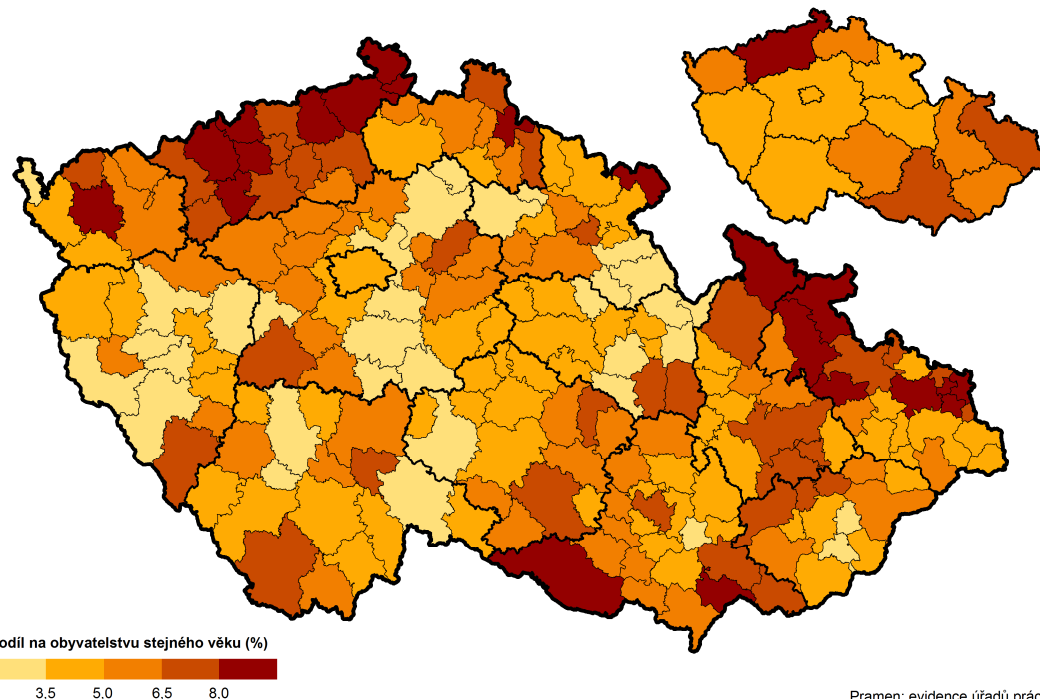 odíl na obyvatelstvu stejného věku (%)
3.5 5.0 6.5 8.0
Pramen: evidence úřadů prác